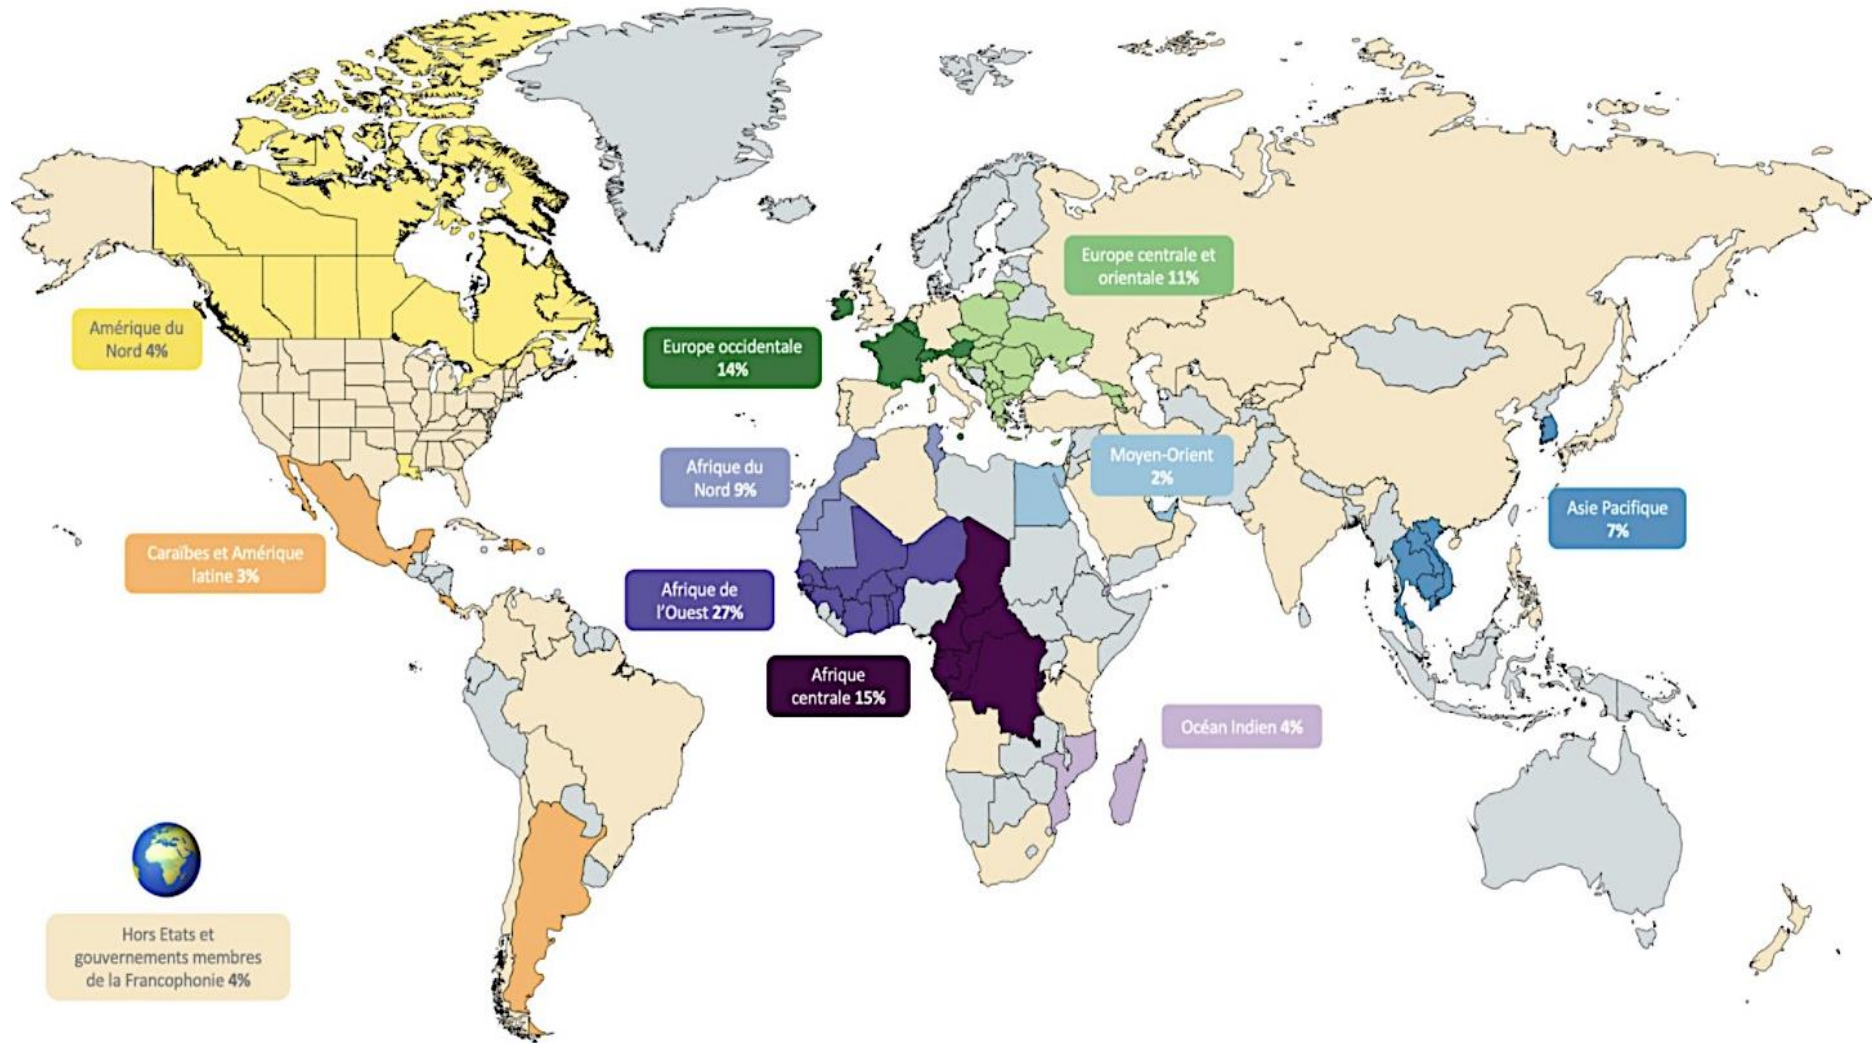 Europe centrale et
orientale 11%
Amérique du
Nord 4%
Europe occidentale
14%
Afrique du
Nord 9%
Moyen-Orient
2%
Asie Pacifique
7%
Caraïbes et Amérique
latine 3%
Afrique de
l'Ouest 27%
Afrique
centrale 15%
Océan Indien 4%
Hors Etats et
gouvernements membres
de la Francophonie 4%